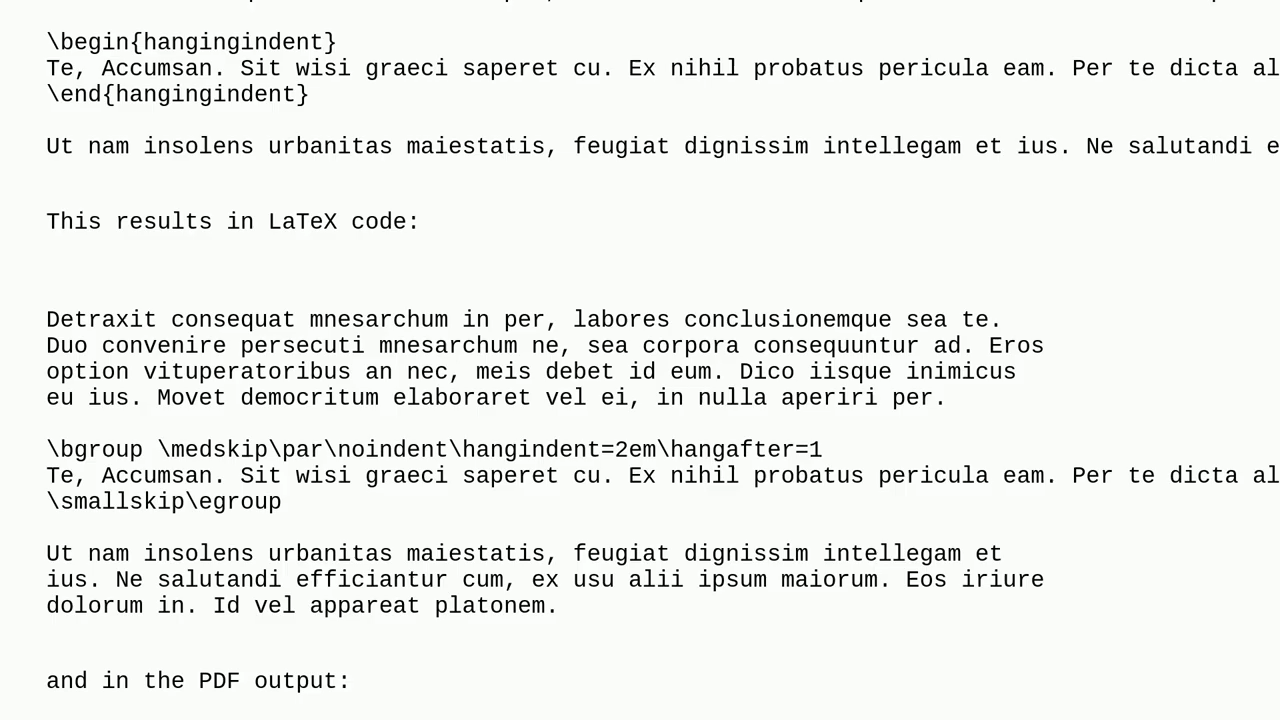 \begin{hangingindent}
Te, Accumsan. Sit wisi graeci saperet cu. Ex nihil probatus pericula eam. Per te dicta al
\end{hangingindent}
Ut nam insolens urbanitas maiestatis, feugiat dignissim intellegam et ius. Ne salutandi e
This results in LaTeX code:
Detraxit consequat mnesarchum in per, labores conclusionemque sea te.
Duo convenire persecuti mnesarchum ne, sea corpora consequuntur ad. Eros
option vituperatoribus an nec, meis debet id eum. Dico iisque inimicus
eu ius. Movet democritum elaboraret vel ei, in nulla aperiri per.
\bgroup \medskip\par\noindent\hangindent=2em\hangafter=1
Te, Accumsan. Sit wisi graeci saperet cu. Ex nihil probatus pericula eam. Per te dicta al
\smallskip\egroup
Ut nam insolens urbanitas maiestatis, feugiat dignissim intellegam et
ius. Ne salutandi efficiantur cum, ex usu alii ipsum maiorum. Eos iriure
dolorum in. Id vel appareat platonem.
and in the PDF output: